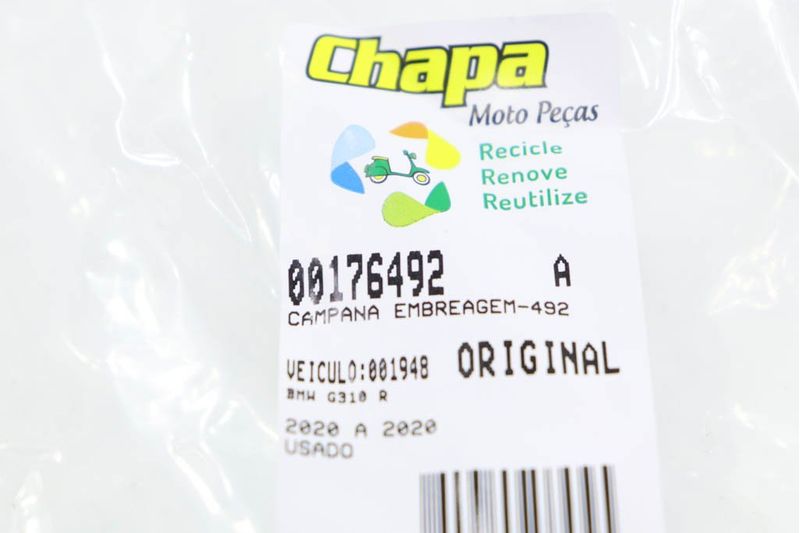 Chapa
Moto Peças
Recicle
Renove
Reutilize
00176492 A
CAMPANA EMBREAGEM-492
VEICULO:001948 ORIGINAL
BMW G310 R
2020 A 2020
USADO